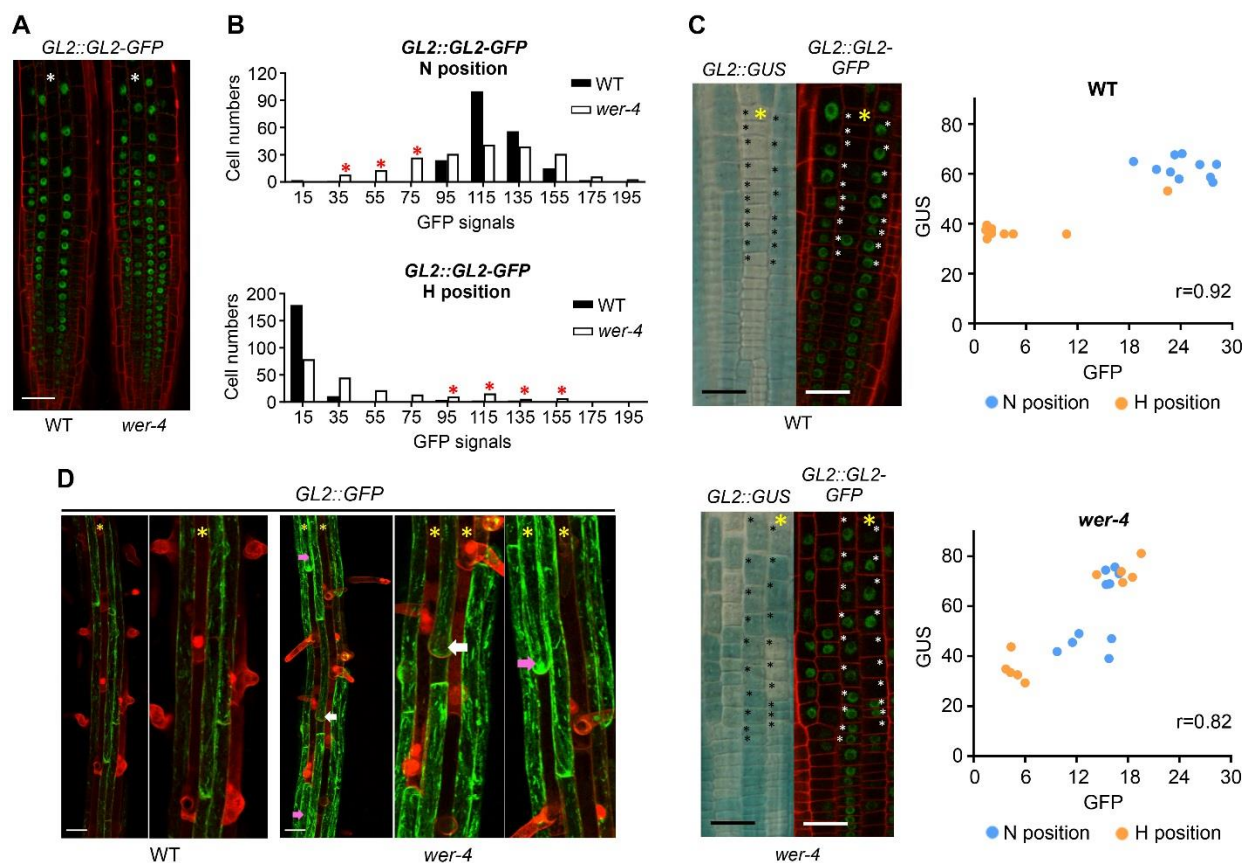 A
GL2::GL2-GFP
*
*
WT
wer-4
B
GL2::GL2-GFP
N position
WT
wer-4
Cell numbers
120
90
60
30
0
* * *
15 35 55 75 95 115 135 155 175 195
GFP signals
GL2::GL2-GFP
H position
WT
wer-4
Cell numbers
200
150
100
50
0
* * * *
15 35 55 75 95 115 135 155 175 195
GFP signals
C
GL2::GUS
GL2::GL2-
GFP
WT
WT
GUS
80
60
40
20
0
r=0.92
0 6 12 18 24 30
GFP
N position
H position
GL2::GUS
GL2::GL2-
GFP
wer-4
wer-4
GUS
80
60
40
20
0
r=0.82
0 6 12 18 24 30
GFP
N position
H position
D
GL2::GFP
WT
wer-4